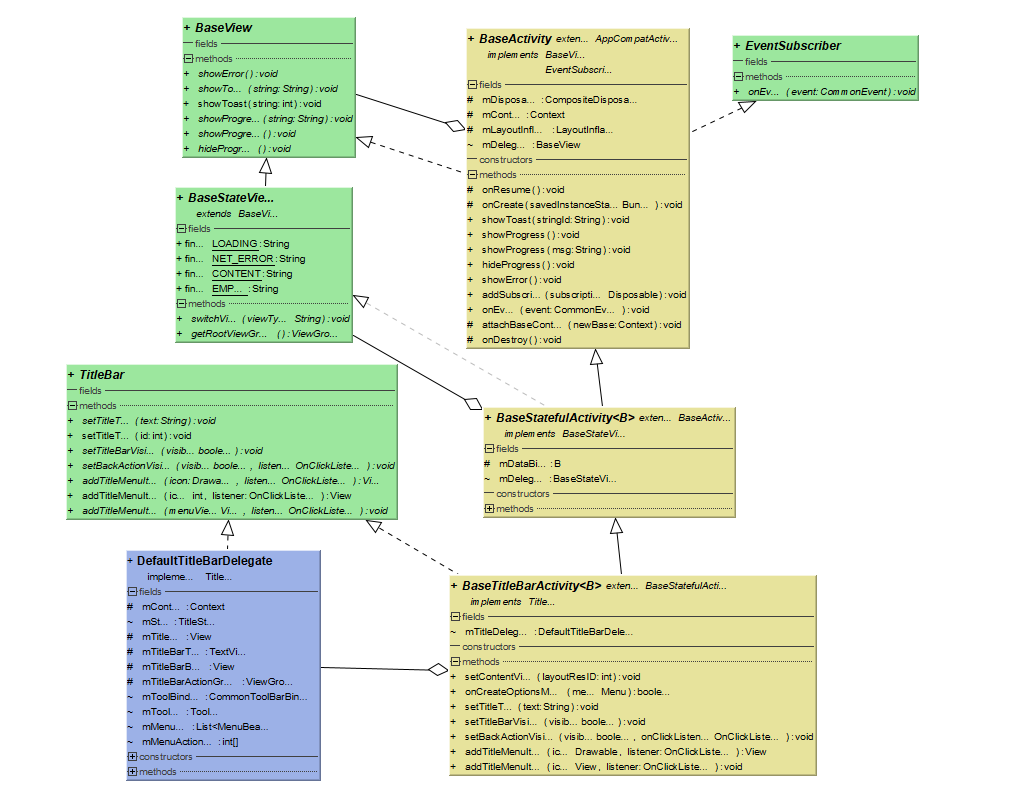 + BaseView
fields
methods
+ showError():void
+ showTo... (string:String):void
+ showToast(string:int):void
+ showProgre... (string:String):void
+ showProgre... ():void
+ hideProgr... ():void
+ BaseActivity exten... AppCompatActiv...
implements BaseVi...
EventSubscri...
fields
# mDisposa... :CompositeDisposa...
# mCont... :Context
# mLayoutInfl... :LayoutInfla...
~ mDeleg... :BaseView
constructors
methods
# onResume():void
# onCreate(savedInstanceSta... Bun... ):void
+ showToast(stringId:String):void
+ showProgress():void
+ showProgress(msg:String):void
+ hideProgress():void
+ showError():void
+ addSubscri... (subscripti... Disposable):void
+ onEv... (event:CommonEv... ):void
# attachBaseCont... (newBase:Context):void
# onDestroy():void
+ EventSubscriber
fields
methods
+ onEv... (event:CommonEvent):void
+ BaseStateVie...
extends BaseVi...
fields
+ fin... LOADING:String
+ fin... NET_ERROR:String
+ fin... CONTENT:String
+ fin... EMP... :String
methods
+ switchVi... (viewTy... String):void
+ getRootViewGr... ():ViewGro...
+ TitleBar
fields
methods
+ setTitleT... (text:String):void
+ setTitleT... (id:int):void
+ setTitleBarVisi... (visib... boole... ):void
+ setBackActionVisi... (visib... boole... , listen... OnClickListe... ):void
+ addTitleMenuIt... (icon:Drawa... , listen... OnClickListe... ):Vi...
+ addTitleMenuIt... (ic... int, listener:OnClickListe... ):View
+ addTitleMenuIt... (menuVie... Vi... , listen... OnClickListe... ):void
+ BaseStatefulActivity<B> exten... BaseActiv...
implements BaseStateVi...
fields
# mDataBi... :B
~ mDeleg... :BaseStateVi...
constructors
methods
+ DefaultTitleBarDelegate
impleme... Title...
fields
# mCont... :Context
~ mSt... :TitleSt...
# mTitle... :View
# mTitleBarT... :TextVi...
# mTitleBarB... :View
# mTitleBarActionGr... :ViewGro...
~ mToolBind... :CommonToolBarBin...
~ mTool... :Tool...
~ mMenu... :List<MenuBea...
~ mMenuAction... :int[]
constructors
methods
+ BaseTitleBarActivity<B> exten... BaseStatefulActi...
implements Title...
fields
~ mTitleDeleg... :DefaultTitleBarDele...
constructors
methods
+ setContentVi... (layoutResID:int):void
+ onCreateOptionsM... (me... Menu):boole...
+ setTitleT... (text:String):void
+ setTitleBarVisi... (visib... boole... ):void
+ setBackActionVisi... (visib... boole... , onClickListen... OnClickListe... ):void
+ addTitleMenuIt... (ic... Drawable, listener:OnClickListe... ):View
+ addTitleMenuIt... (ic... View, listener:OnClickListe... ):void